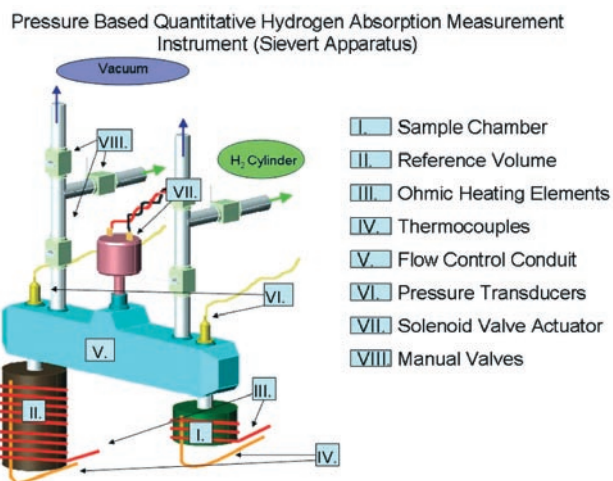 Pressure Based Quantitative Hydrogen Absorption Measurement
Instrument (Sievert Apparatus)
Vacuum
VIII.
H₂ Cylinder
VII.
VI.
V.
III.
II.
I.
IV.
I. Sample Chamber
II. Reference Volume
III. Ohmic Heating Elements
IV. Thermocouples
V. Flow Control Conduit
VI. Pressure Transducers
VII. Solenoid Valve Actuator
VIII. Manual Valves